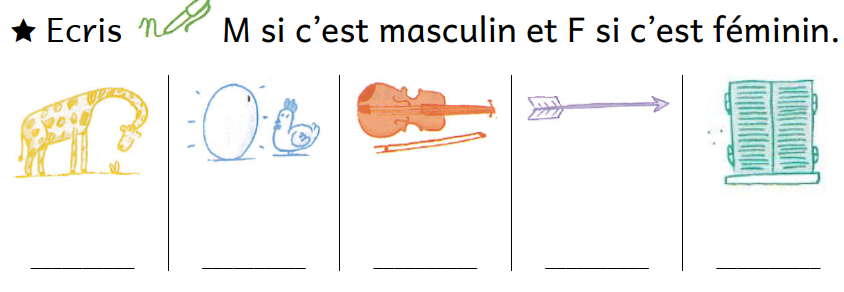 ★ Ecris M si c'est masculin et F si c'est féminin.